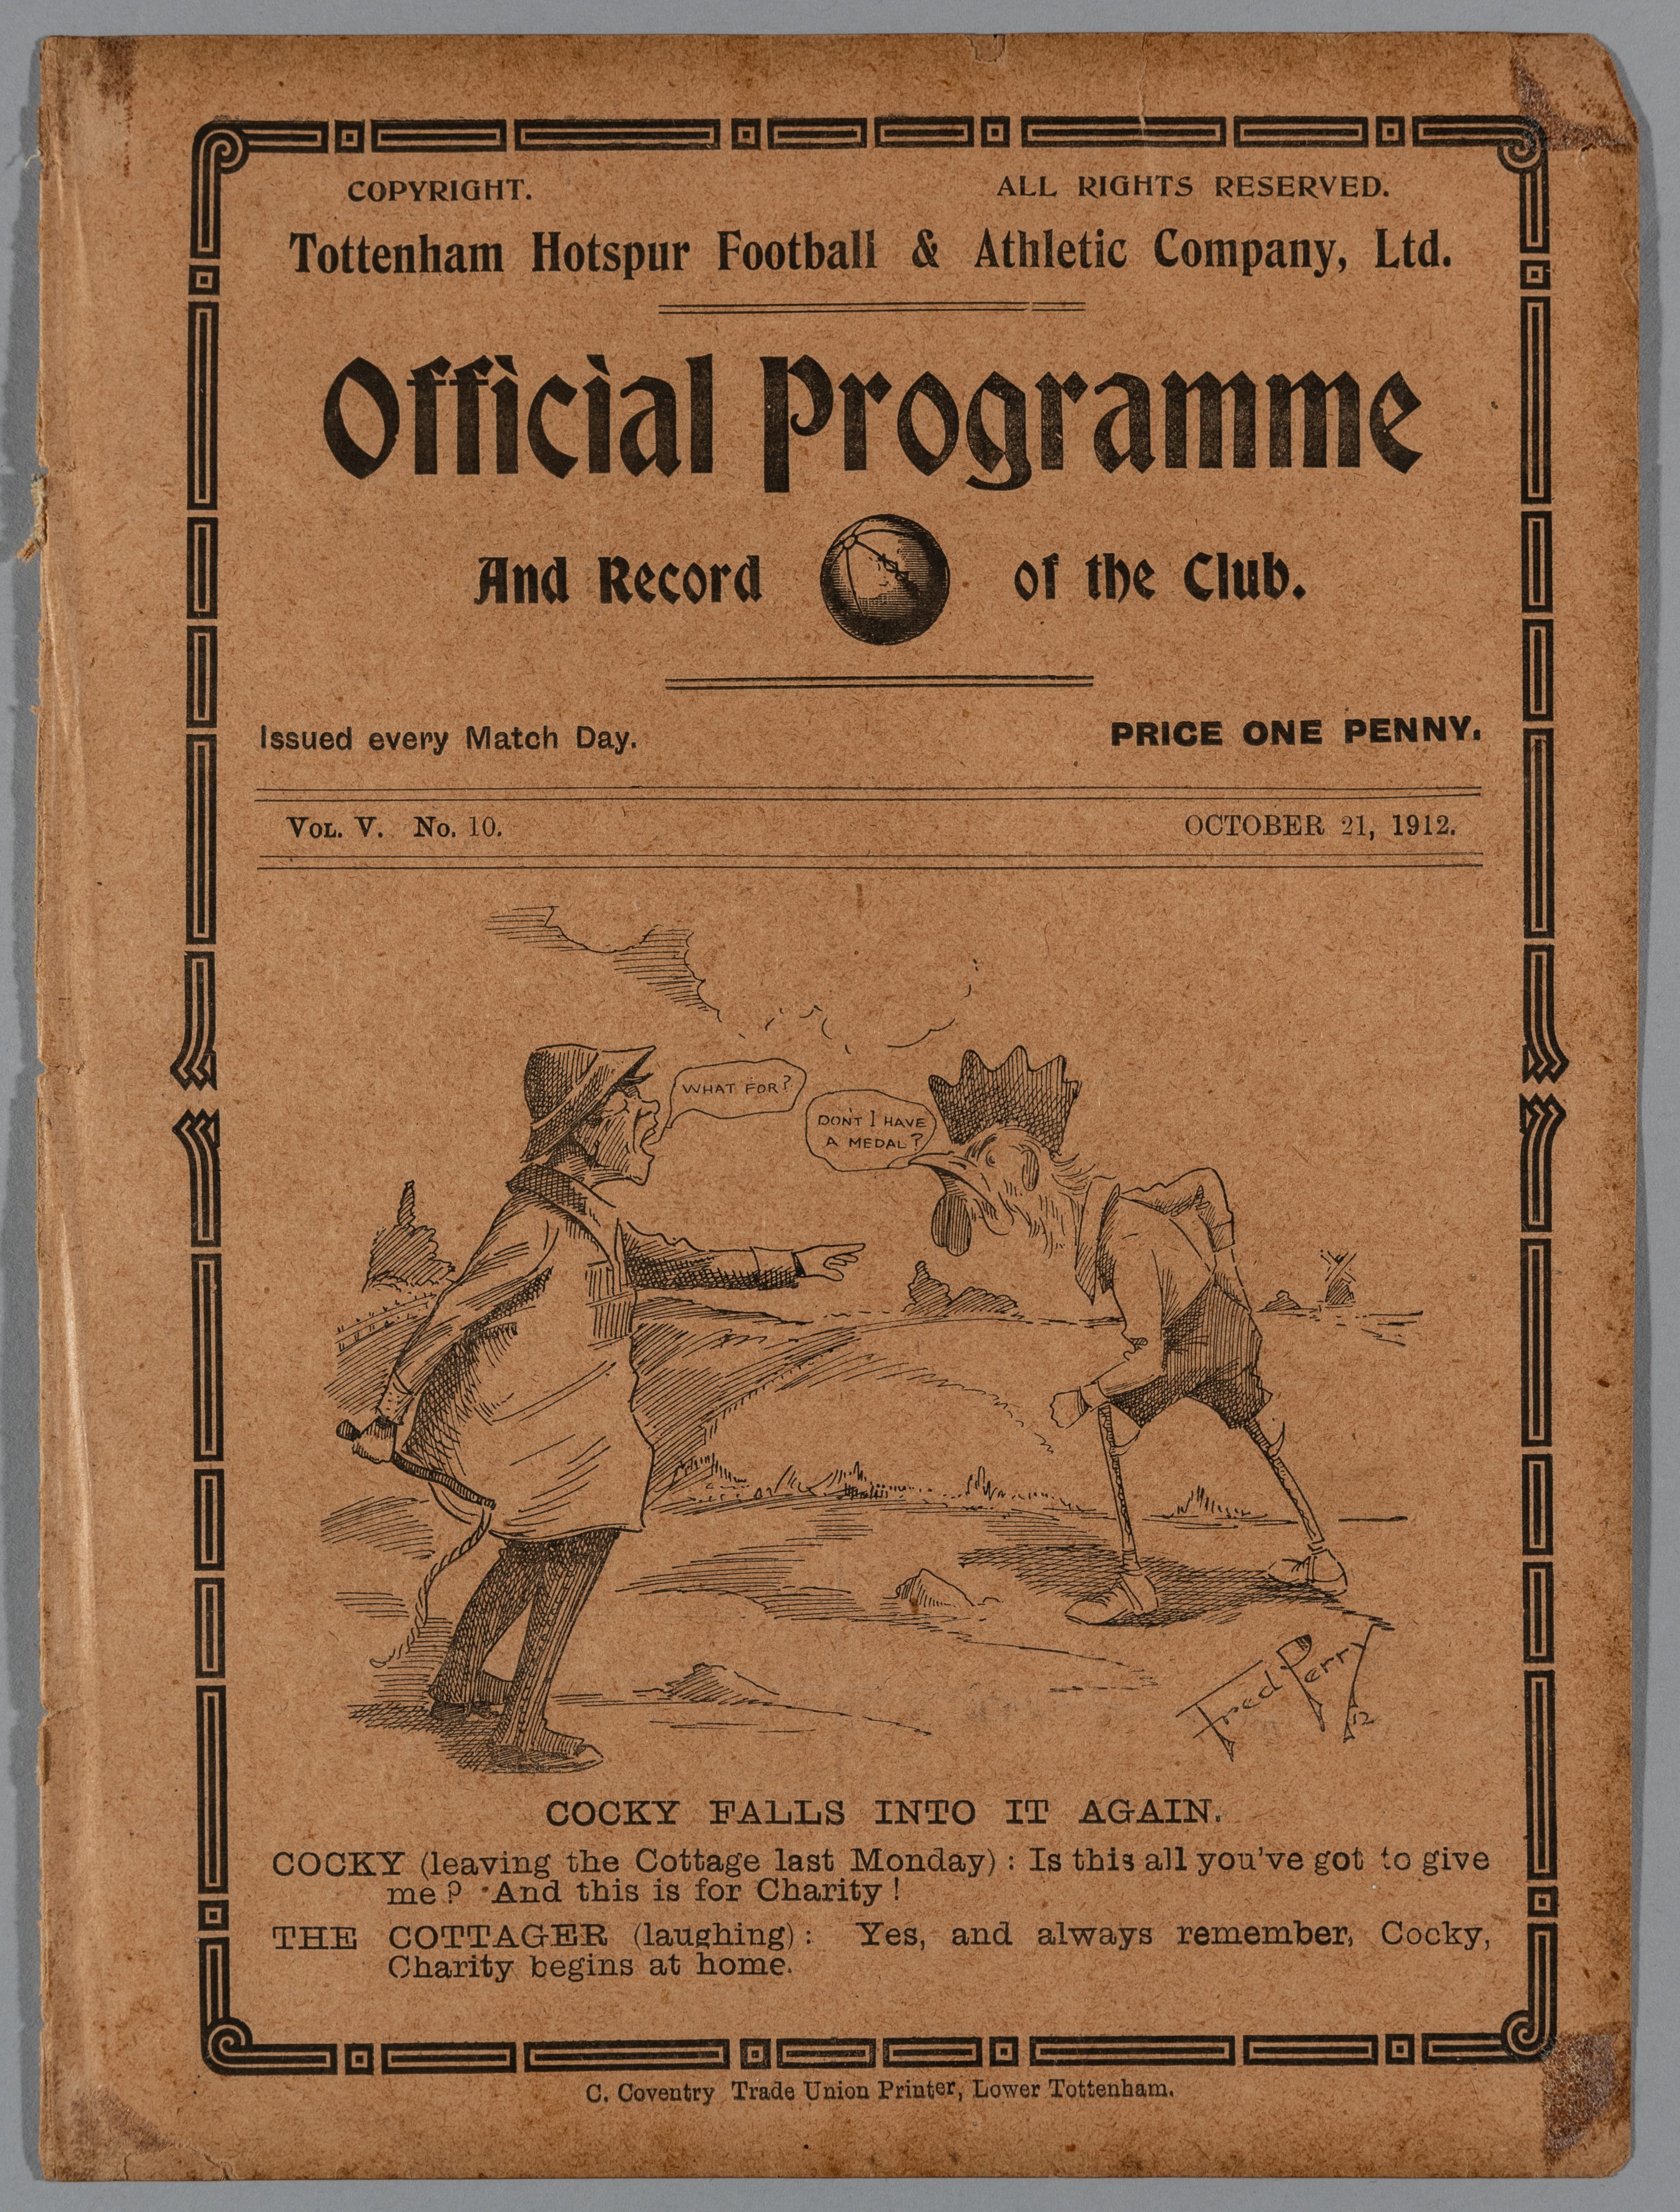 COPYRIGHT. ALL RIGHTS RESERVED.
Tottenham Hotspur Football & Athletic Company, Ltd.
Official Programme
And Record of the Club.
Issued every Match Day. PRICE ONE PENNY.
VOL. V. No. 10. OCTOBER 21, 1912.
WHAT FOR?
DON'T I HAVE
A MEDAL?
Fred Perry
12
COCKY FALLS INTO IT AGAIN.
COCKY (leaving the Cottage last Monday): Is this all you've got to give
me? And this is for Charity!
THE COTTAGER (laughing): Yes, and always remember, Cocky,
Charity begins at home.
C. Coventry Trade Union Printer, Lower Tottenham.